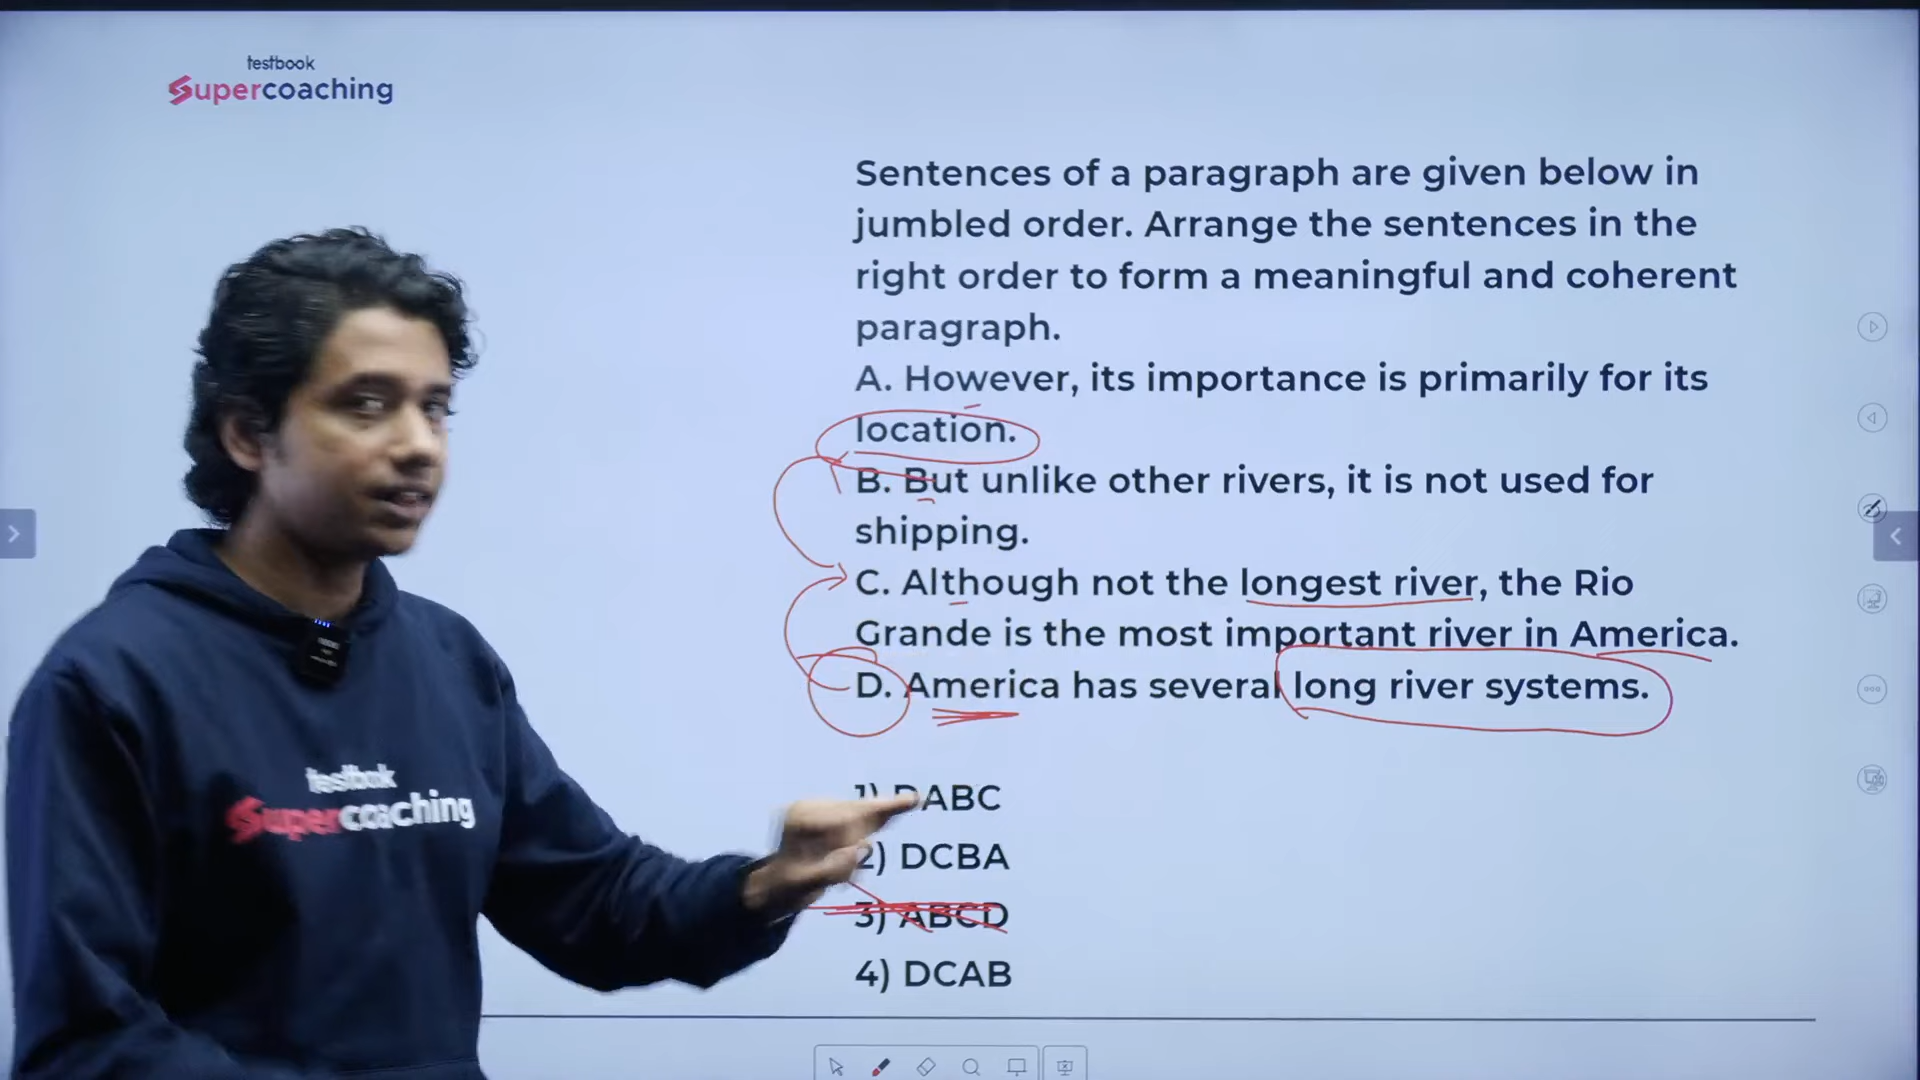 testbook
Supercoaching
Sentences of a paragraph are given below in
jumbled order. Arrange the sentences in the
right order to form a meaningful and coherent
paragraph.
A. However, its importance is primarily for its
location.
B. But unlike other rivers, it is not used for
shipping.
C. Although not the longest river, the Rio
Grande is the most important river in America.
D. America has several long river systems.
1) DABC
2) DCBA
3) ABCD
4) DCAB
testbook
Supercoaching